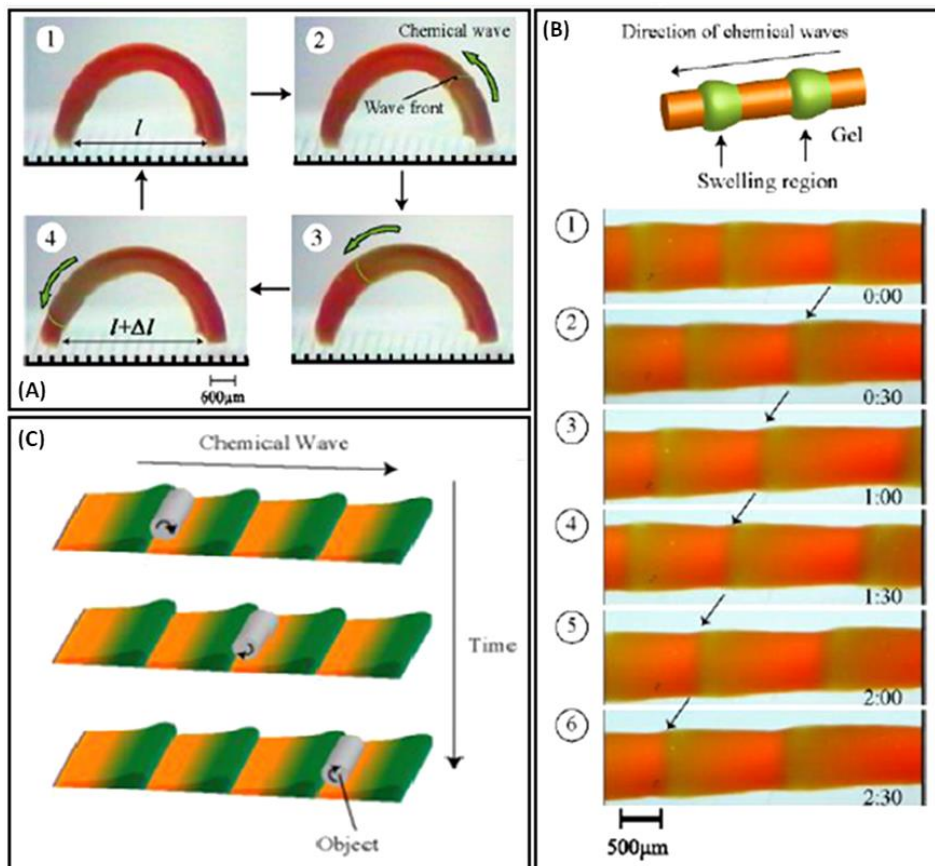 (A)
1
l
2
Chemical wave
Wave front
4
l+Δl
3
600μm
(B)
Direction of chemical waves
Gel
Swelling region
1
0:00
2
0:30
3
1:00
4
1:30
5
2:00
6
2:30
500μm
(C)
Chemical Wave
Time
Object